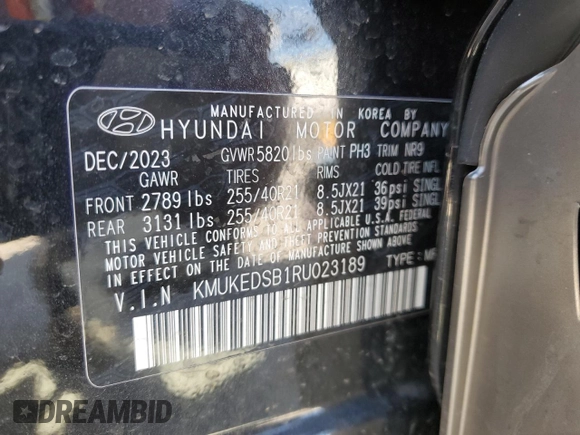 MANUFACTURED IN KOREA BY
HYUNDAI MOTOR COMPANY
DEC/2023 GVWR 5820 lbs PAINT PH3 TRIM NR9
GAWR TIRES RIMS COLD TIRE INFL
FRONT 2789 lbs 255/40R21 8.5JX21 36psi SINGL
REAR 3131 lbs 255/40R21 8.5JX21 39psi SINGL
THIS VEHICLE CONFORMS TO ALL APPLICABLE U.S.A. FEDERAL
MOTOR VEHICLE SAFETY AND THEFT PREVENTION STANDARDS
IN EFFECT ON THE DATE OF MANUFACTURE SHOWN ABOVE.
V.I.N KMUKEDSB1RU023189 TYPE: MP
DREAMBID